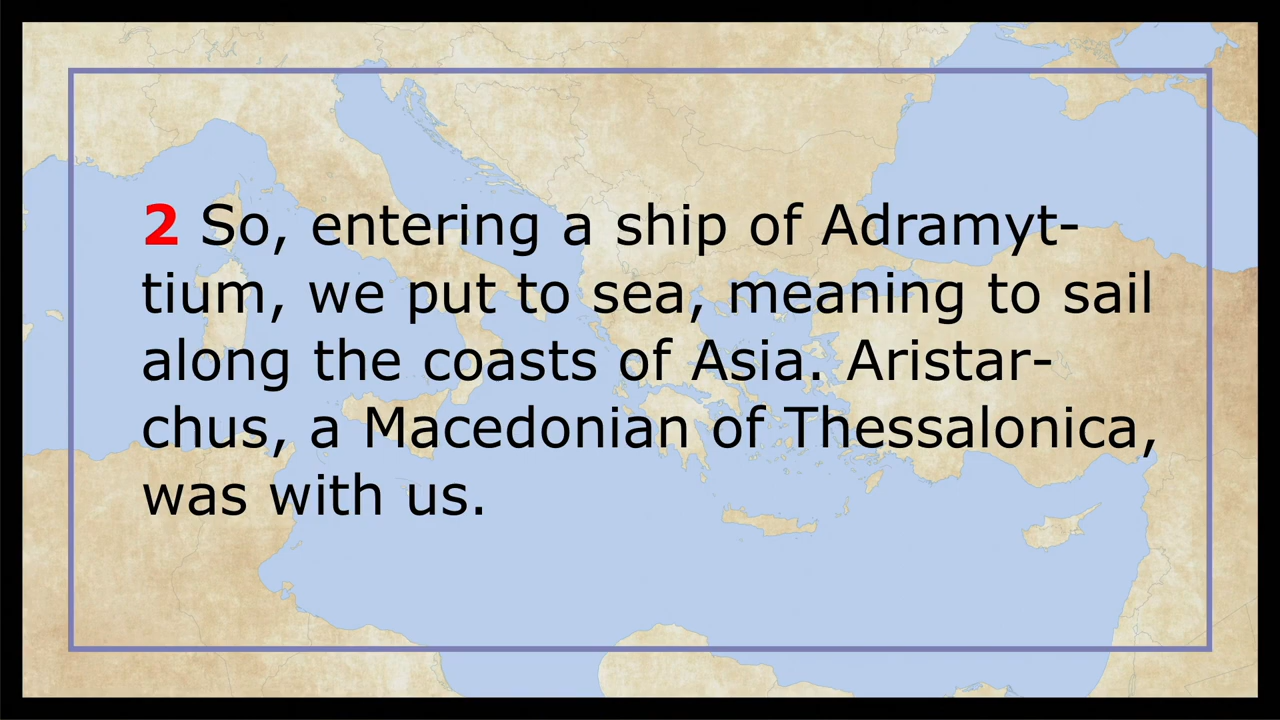 2 So, entering a ship of Adramyt-
tium, we put to sea, meaning to sail
along the coasts of Asia. Aristar-
chus, a Macedonian of Thessalonica,
was with us.